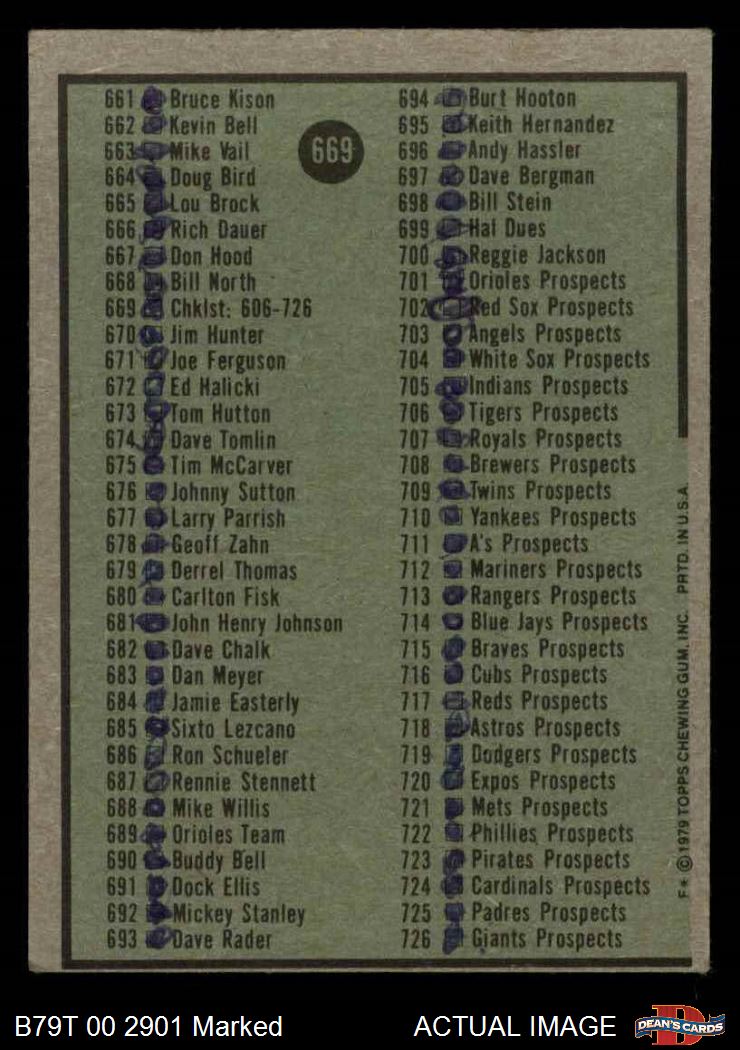 669
661 Bruce Kison
662 Kevin Bell
663 Mike Vail
664 Doug Bird
665 Lou Brock
666 Rich Dauer
667 Don Hood
668 Bill North
669 Chklst: 606-726
670 Jim Hunter
671 Joe Ferguson
672 Ed Halicki
673 Tom Hutton
674 Dave Tomlin
675 Tim McCarver
676 Johnny Sutton
677 Larry Parrish
678 Geoff Zahn
679 Derrel Thomas
680 Carlton Fisk
681 John Henry Johnson
682 Dave Chalk
683 Dan Meyer
684 Jamie Easterly
685 Sixto Lezcano
686 Ron Schueler
687 Rennie Stennett
688 Mike Willis
689 Orioles Team
690 Buddy Bell
691 Dock Ellis
692 Mickey Stanley
693 Dave Rader
694 Burt Hooton
695 Keith Hernandez
696 Andy Hassler
697 Dave Bergman
698 Bill Stein
699 Hal Dues
700 Reggie Jackson
701 Orioles Prospects
702 Red Sox Prospects
703 Angels Prospects
704 White Sox Prospects
705 Indians Prospects
706 Tigers Prospects
707 Royals Prospects
708 Brewers Prospects
709 Twins Prospects
710 Yankees Prospects
711 A's Prospects
712 Mariners Prospects
713 Rangers Prospects
714 Blue Jays Prospects
715 Braves Prospects
716 Cubs Prospects
717 Reds Prospects
718 Astros Prospects
719 Dodgers Prospects
720 Expos Prospects
721 Mets Prospects
722 Phillies Prospects
723 Pirates Prospects
724 Cardinals Prospects
725 Padres Prospects
726 Giants Prospects
F* © 1979 TOPPS CHEWING GUM, INC. PRTD. IN U.S.A.
B79T 00 2901 Marked ACTUAL IMAGE
DEAN'S CARDS